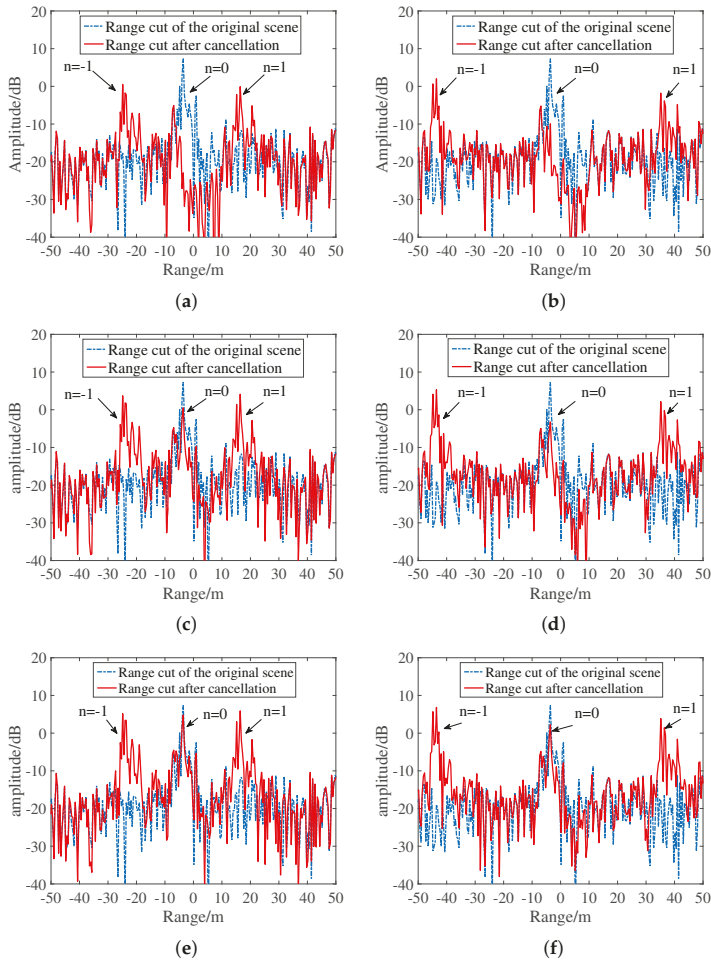 20
10
0
-10
-20
-30
-40
Amplitude/dB
Range cut of the original scene
Range cut after cancellation
n=-1
n=0
n=1
-50 -40 -30 -20 -10 0 10 20 30 40 50
Range/m
(a)
20
10
0
-10
-20
-30
-40
Amplitude/dB
Range cut of the original scene
Range cut after cancellation
n=-1
n=0
n=1
-50 -40 -30 -20 -10 0 10 20 30 40 50
Range/m
(b)
20
10
0
-10
-20
-30
-40
amplitude/dB
Range cut of the original scene
Range cut after cancellation
n=-1
n=0
n=1
-50 -40 -30 -20 -10 0 10 20 30 40 50
Range/m
(c)
20
10
0
-10
-20
-30
-40
amplitude/dB
Range cut of the original scene
Range cut after cancellation
n=-1
n=0
n=1
-50 -40 -30 -20 -10 0 10 20 30 40 50
Range/m
(d)
20
10
0
-10
-20
-30
-40
amplitude/dB
Range cut of the original scene
Range cut after cancellation
n=-1
n=0
n=1
-50 -40 -30 -20 -10 0 10 20 30 40 50
Range/m
(e)
20
10
0
-10
-20
-30
-40
amplitude/dB
Range cut of the original scene
Range cut after cancellation
n=-1
n=0
n=1
-50 -40 -30 -20 -10 0 10 20 30 40 50
Range/m
(f)